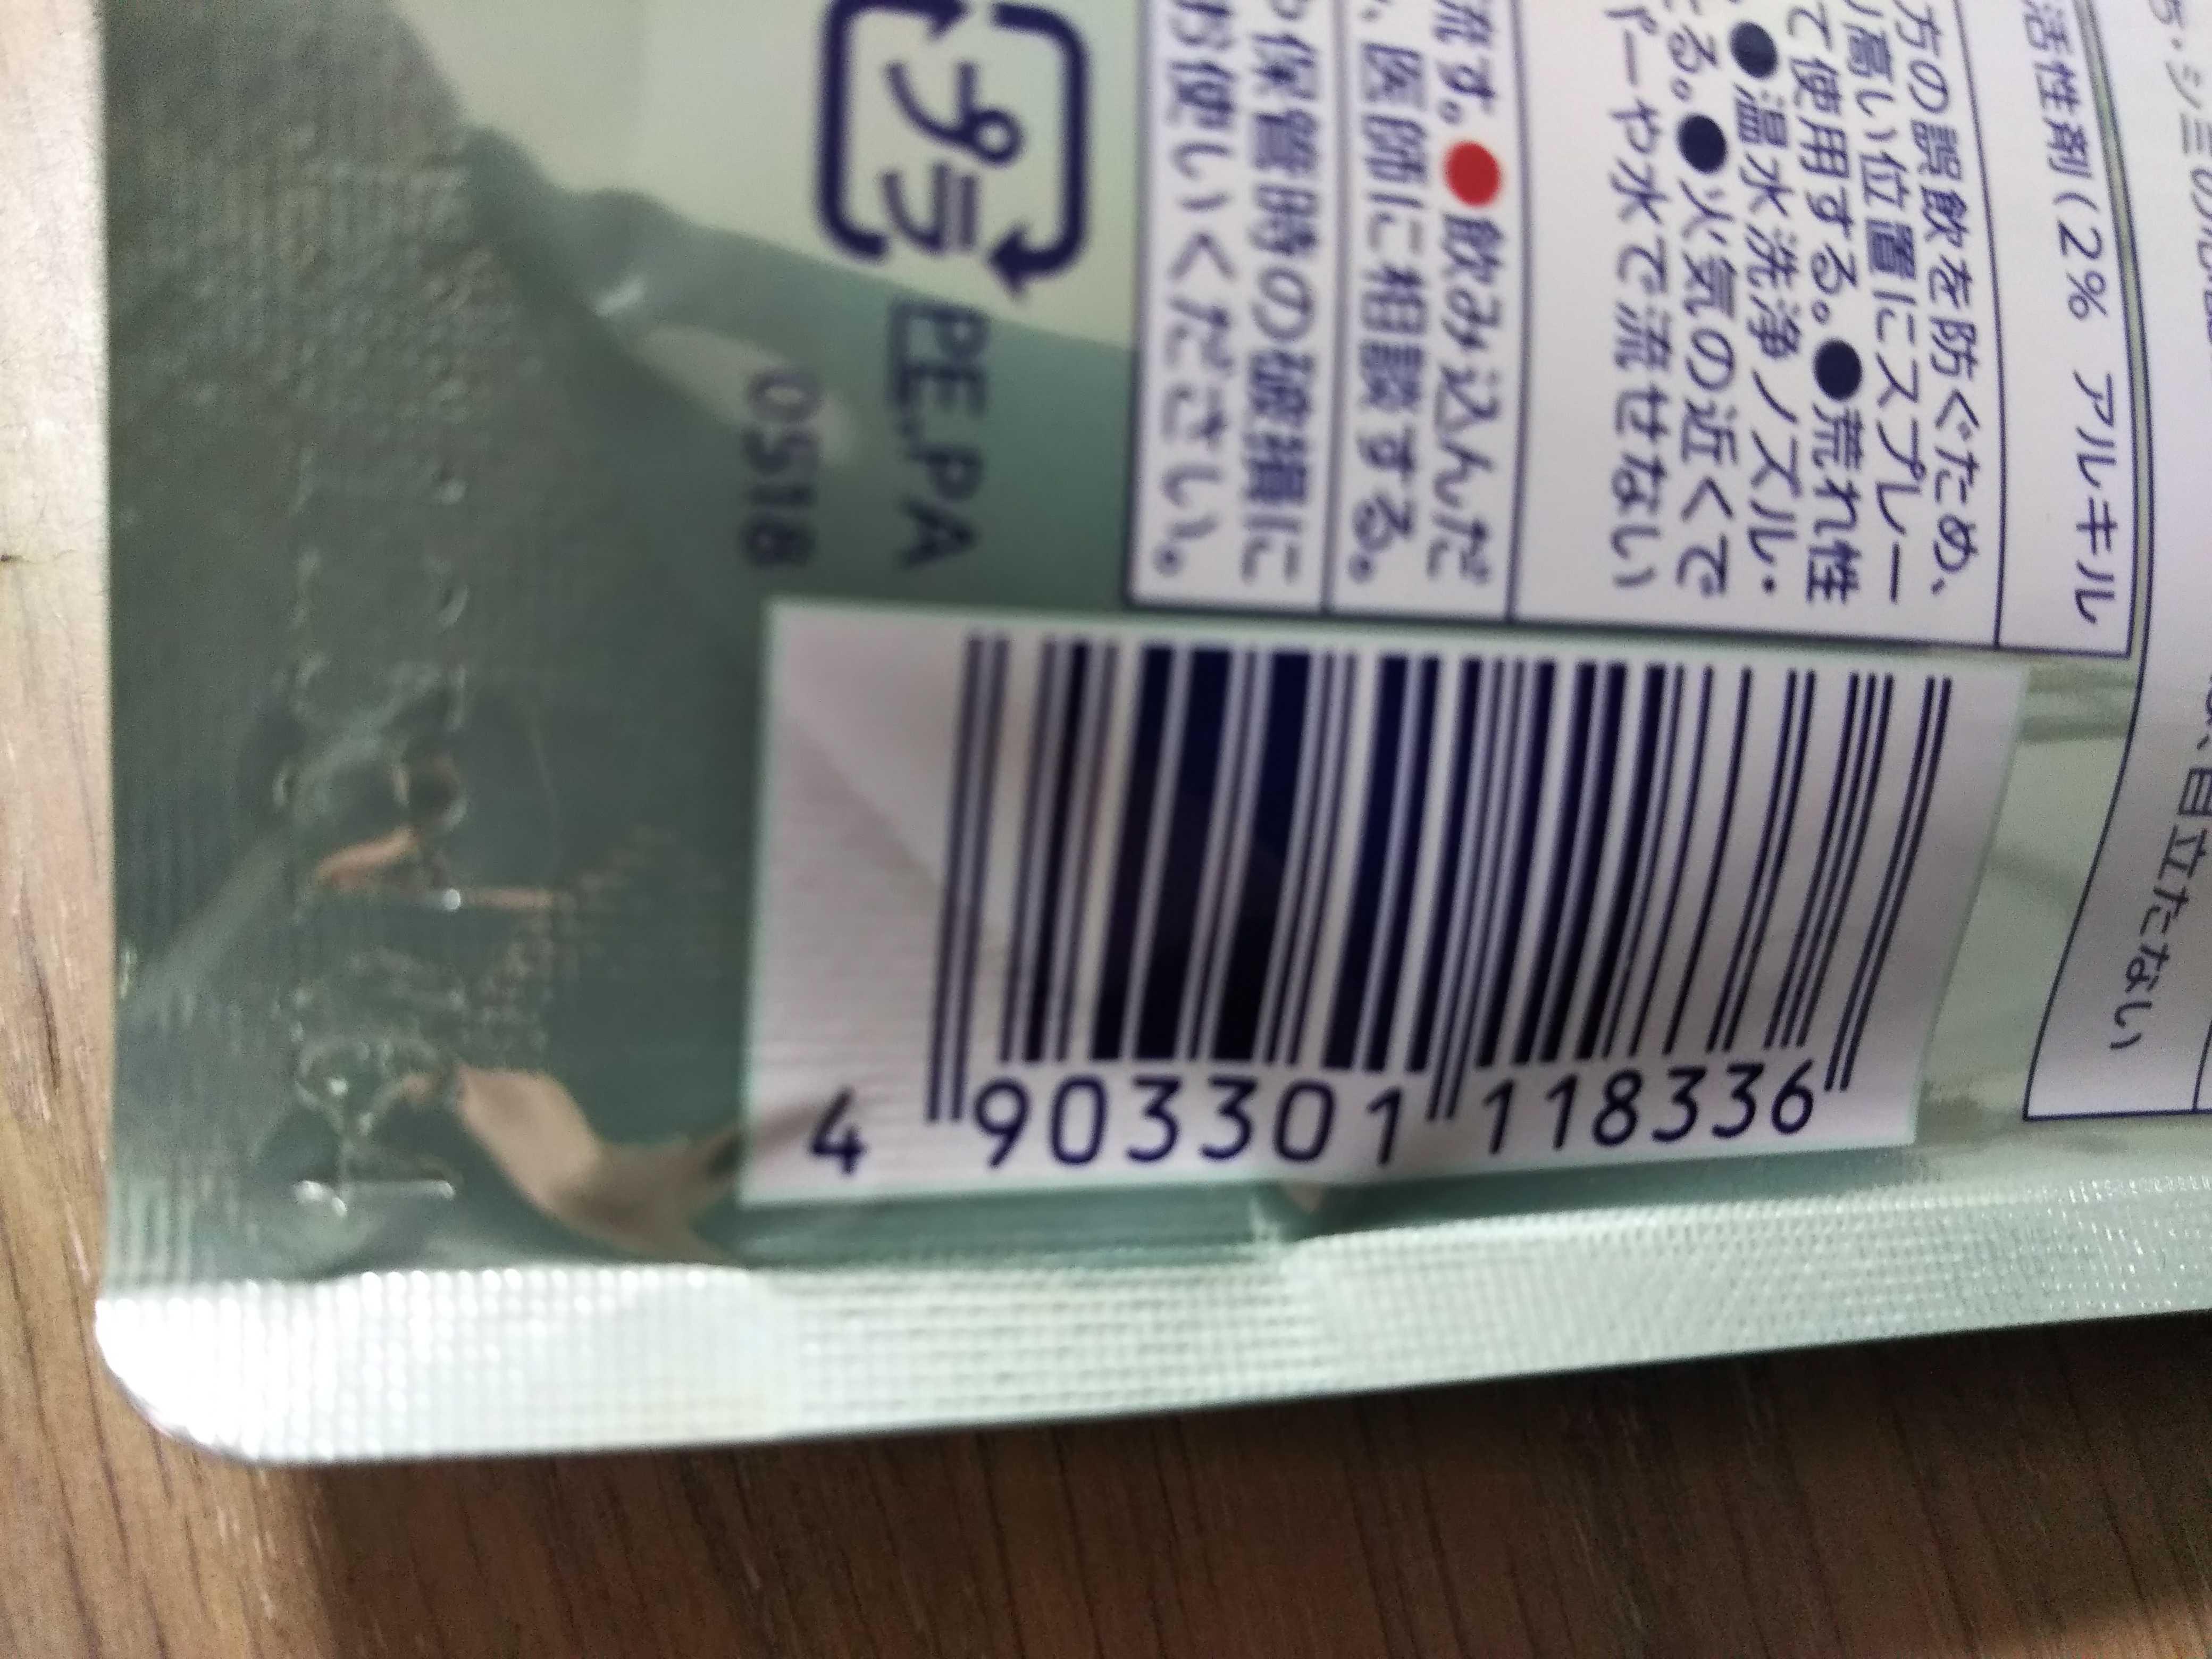 プラ
PE,PA
0518
方の誤飲を防ぐため、
り高い位置にスプレー
て使用する。●荒れ性
●温水洗浄ノズル・
る。●火気の近くで
パーや水で流せない
流す。●飲み込んだ
、医師に相談する。
保管時の破損に
お使いください。
活性剤(2% アルキル
目立たない
4 903301 118336